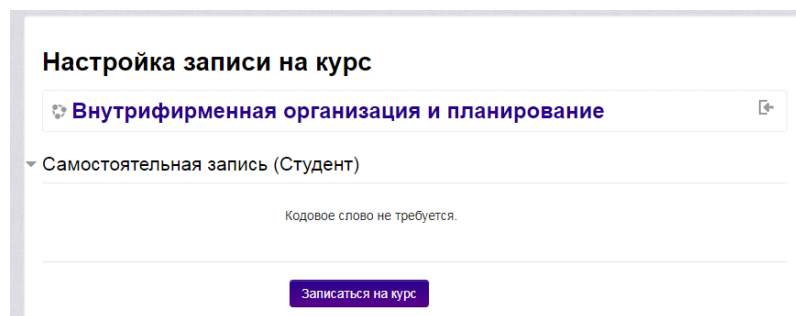 Настройка записи на курс
Внутрифирменная организация и планирование
Самостоятельная запись (Студент)
Кодовое слово не требуется.
Записаться на курс